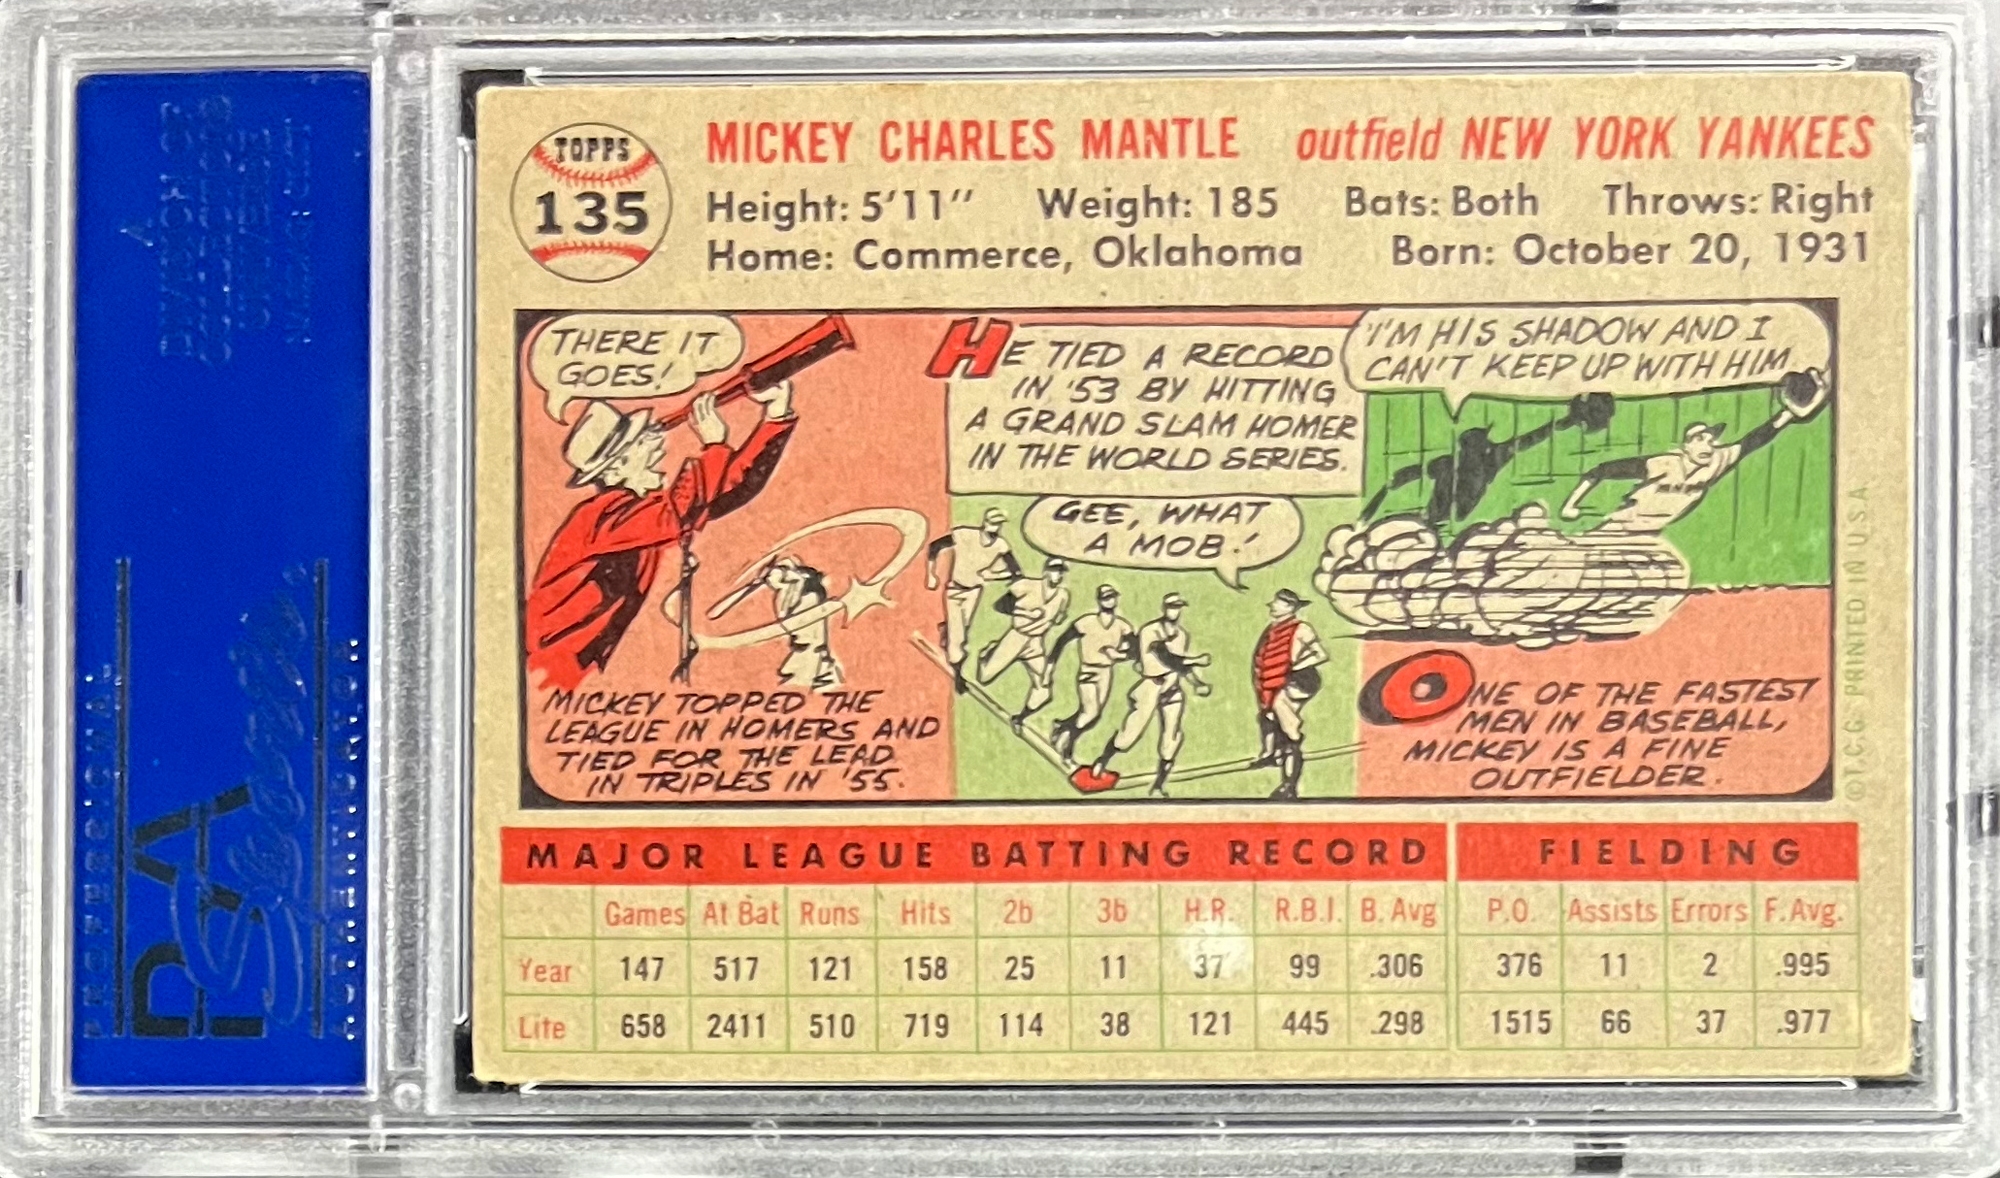 TOPPS
135
MICKEY CHARLES MANTLE outfield NEW YORK YANKEES
Height: 5'11" Weight: 185 Bats: Both Throws: Right
Home: Commerce, Oklahoma Born: October 20, 1931
THERE IT
GOES!
MICKEY TOPPED THE
LEAGUE IN HOMERS AND
TIED FOR THE LEAD
IN TRIPLES IN '55.
HE TIED A RECORD
IN '53 BY HITTING
A GRAND SLAM HOMER
IN THE WORLD SERIES.
GEE, WHAT
A MOB!
I'M HIS SHADOW AND I
CAN'T KEEP UP WITH HIM.
ONE OF THE FASTEST
MEN IN BASEBALL,
MICKEY IS A FINE
OUTFIELDER.
©T.C.G. PRINTED IN U.S.A.
MAJOR LEAGUE BATTING RECORD FIELDING
Games At Bat Runs Hits 2b 3b H.R. R.B.I. B. Avg P.O. Assists Errors F. Avg.
Year 147 517 121 158 25 11 37 99 .306 376 11 2 .995
Life 658 2411 510 719 114 38 121 445 .298 1515 66 37 .977
PSA
PROFESSIONAL